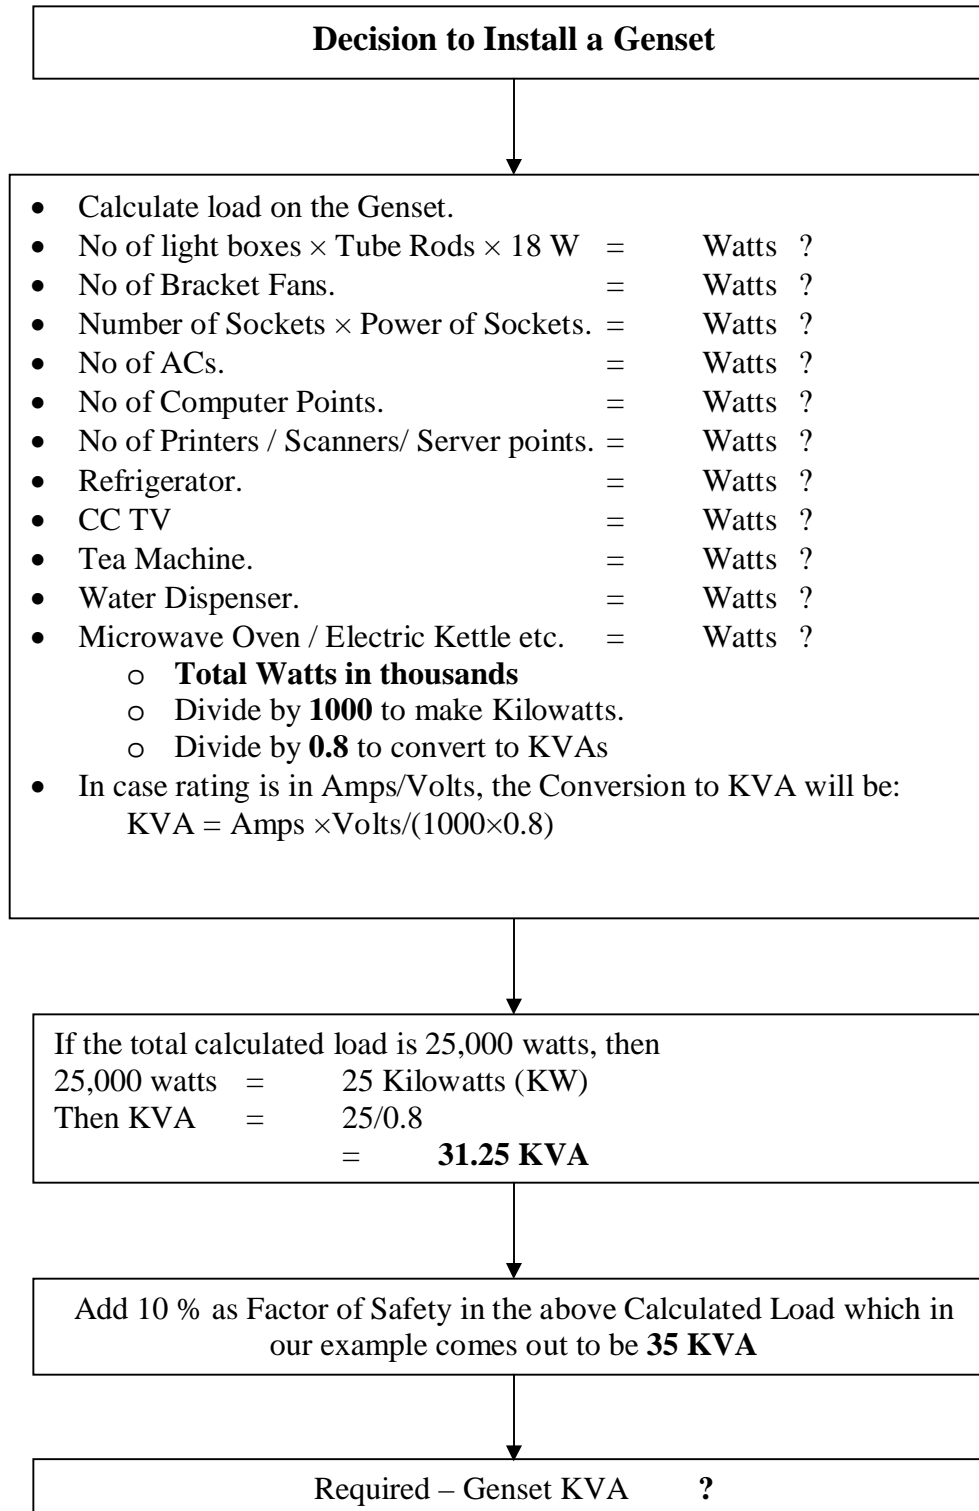 Decision to Install a Genset
• Calculate load on the Genset.
• No of light boxes × Tube Rods × 18 W = Watts ?
• No of Bracket Fans. = Watts ?
• Number of Sockets × Power of Sockets. = Watts ?
• No of ACs. = Watts ?
• No of Computer Points. = Watts ?
• No of Printers / Scanners/ Server points. = Watts ?
• Refrigerator. = Watts ?
• CC TV = Watts ?
• Tea Machine. = Watts ?
• Water Dispenser. = Watts ?
• Microwave Oven / Electric Kettle etc. = Watts ?
o Total Watts in thousands
o Divide by 1000 to make Kilowatts.
o Divide by 0.8 to convert to KVAs
• In case rating is in Amps/Volts, the Conversion to KVA will be:
KVA = Amps ×Volts/(1000×0.8)
If the total calculated load is 25,000 watts, then
25,000 watts = 25 Kilowatts (KW)
Then KVA = 25/0.8
= 31.25 KVA
Add 10 % as Factor of Safety in the above Calculated Load which in
our example comes out to be 35 KVA
Required – Genset KVA ?